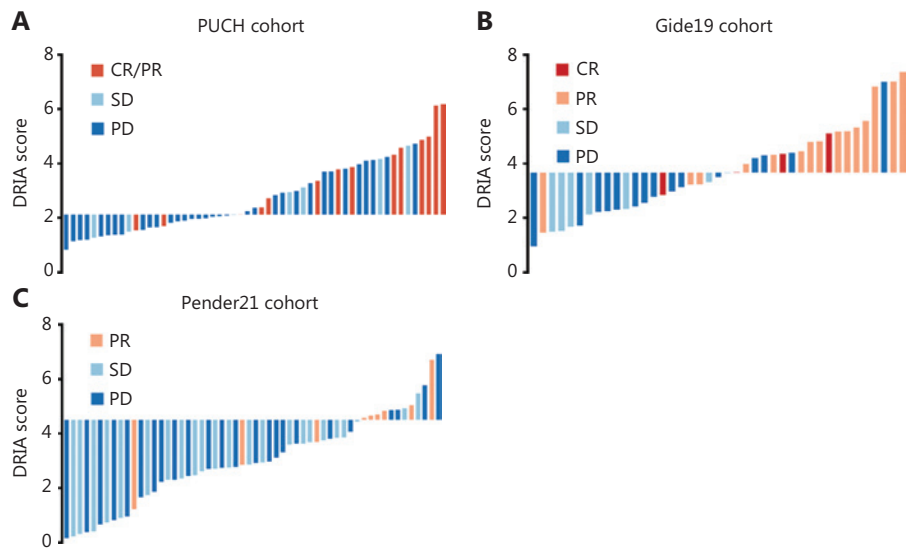 A
PUCH cohort
DRIA score
8
6
4
2
0
CR/PR
SD
PD
B
Gide19 cohort
DRIA score
8
6
4
2
0
CR
PR
SD
PD
C
Pender21 cohort
DRIA score
8
6
4
2
0
PR
SD
PD